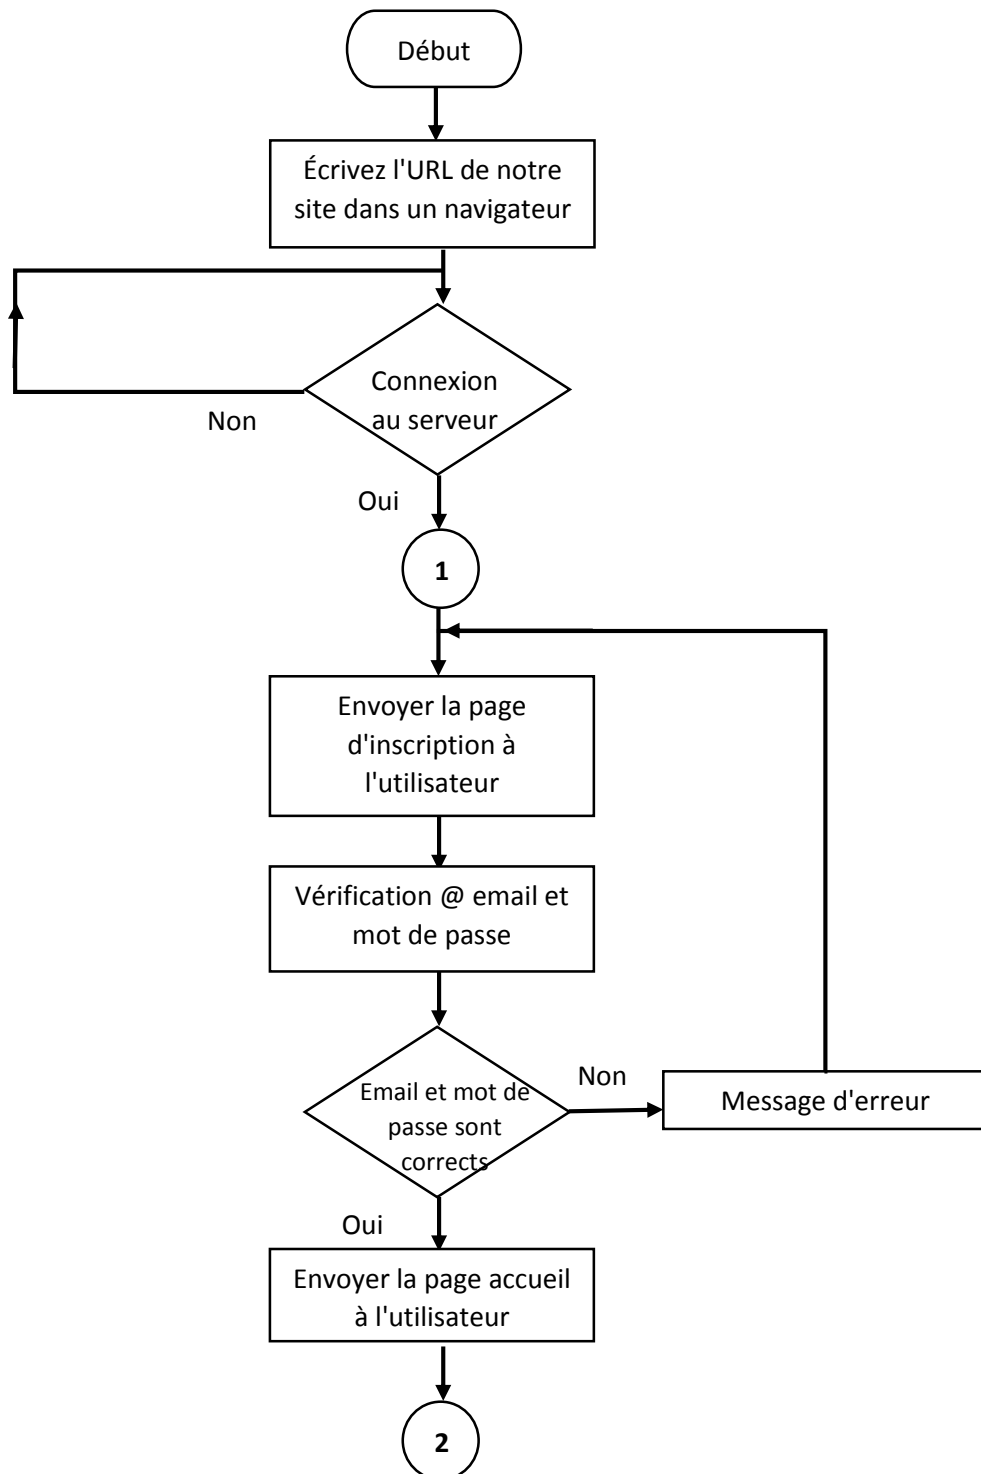 Début
Écrivez l'URL de notre
site dans un navigateur
Connexion
au serveur
Non
Oui
1
Envoyer la page
d'inscription à
l'utilisateur
Vérification @ email et
mot de passe
Email et mot de
passe sont
corrects
Non
Message d'erreur
Oui
Envoyer la page accueil
à l'utilisateur
2